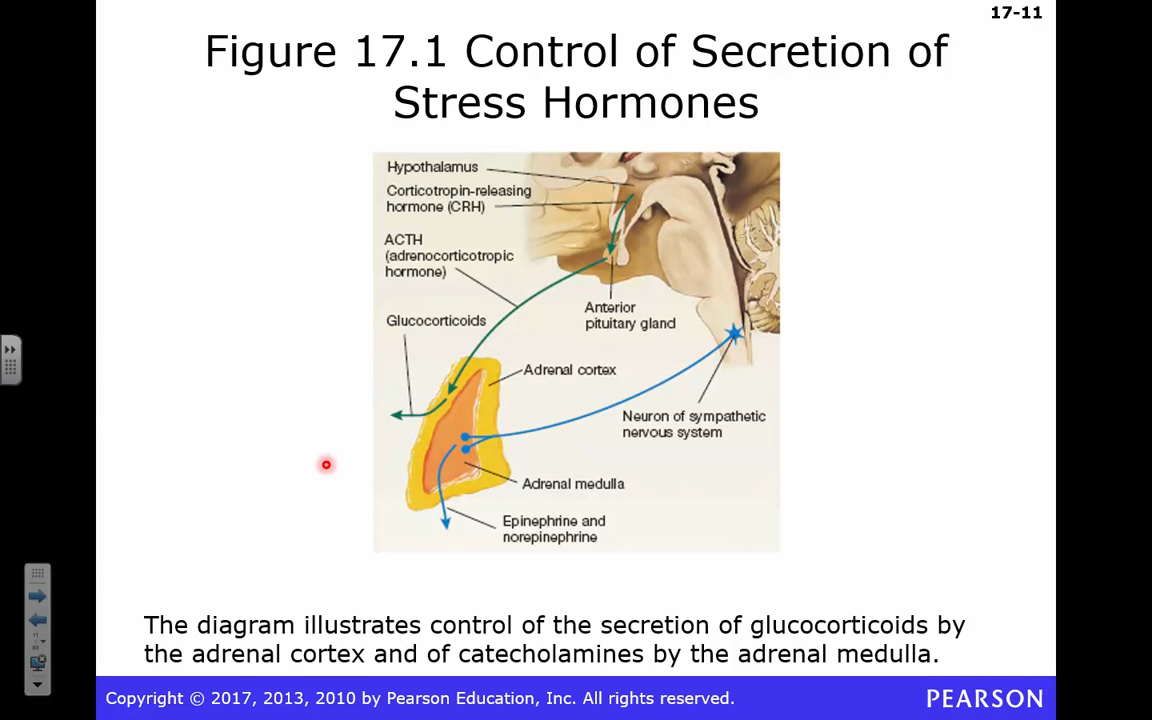 17-11
Figure 17.1 Control of Secretion of
Stress Hormones
Hypothalamus
Corticotropin-releasing
hormone (CRH)
ACTH
(adrenocorticotropic
hormone)
Anterior
pituitary gland
Glucocorticoids
Adrenal cortex
Neuron of sympathetic
nervous system
Adrenal medulla
Epinephrine and
norepinephrine
The diagram illustrates control of the secretion of glucocorticoids by
the adrenal cortex and of catecholamines by the adrenal medulla.
Copyright © 2017, 2013, 2010 by Pearson Education, Inc. All rights reserved.
PEARSON